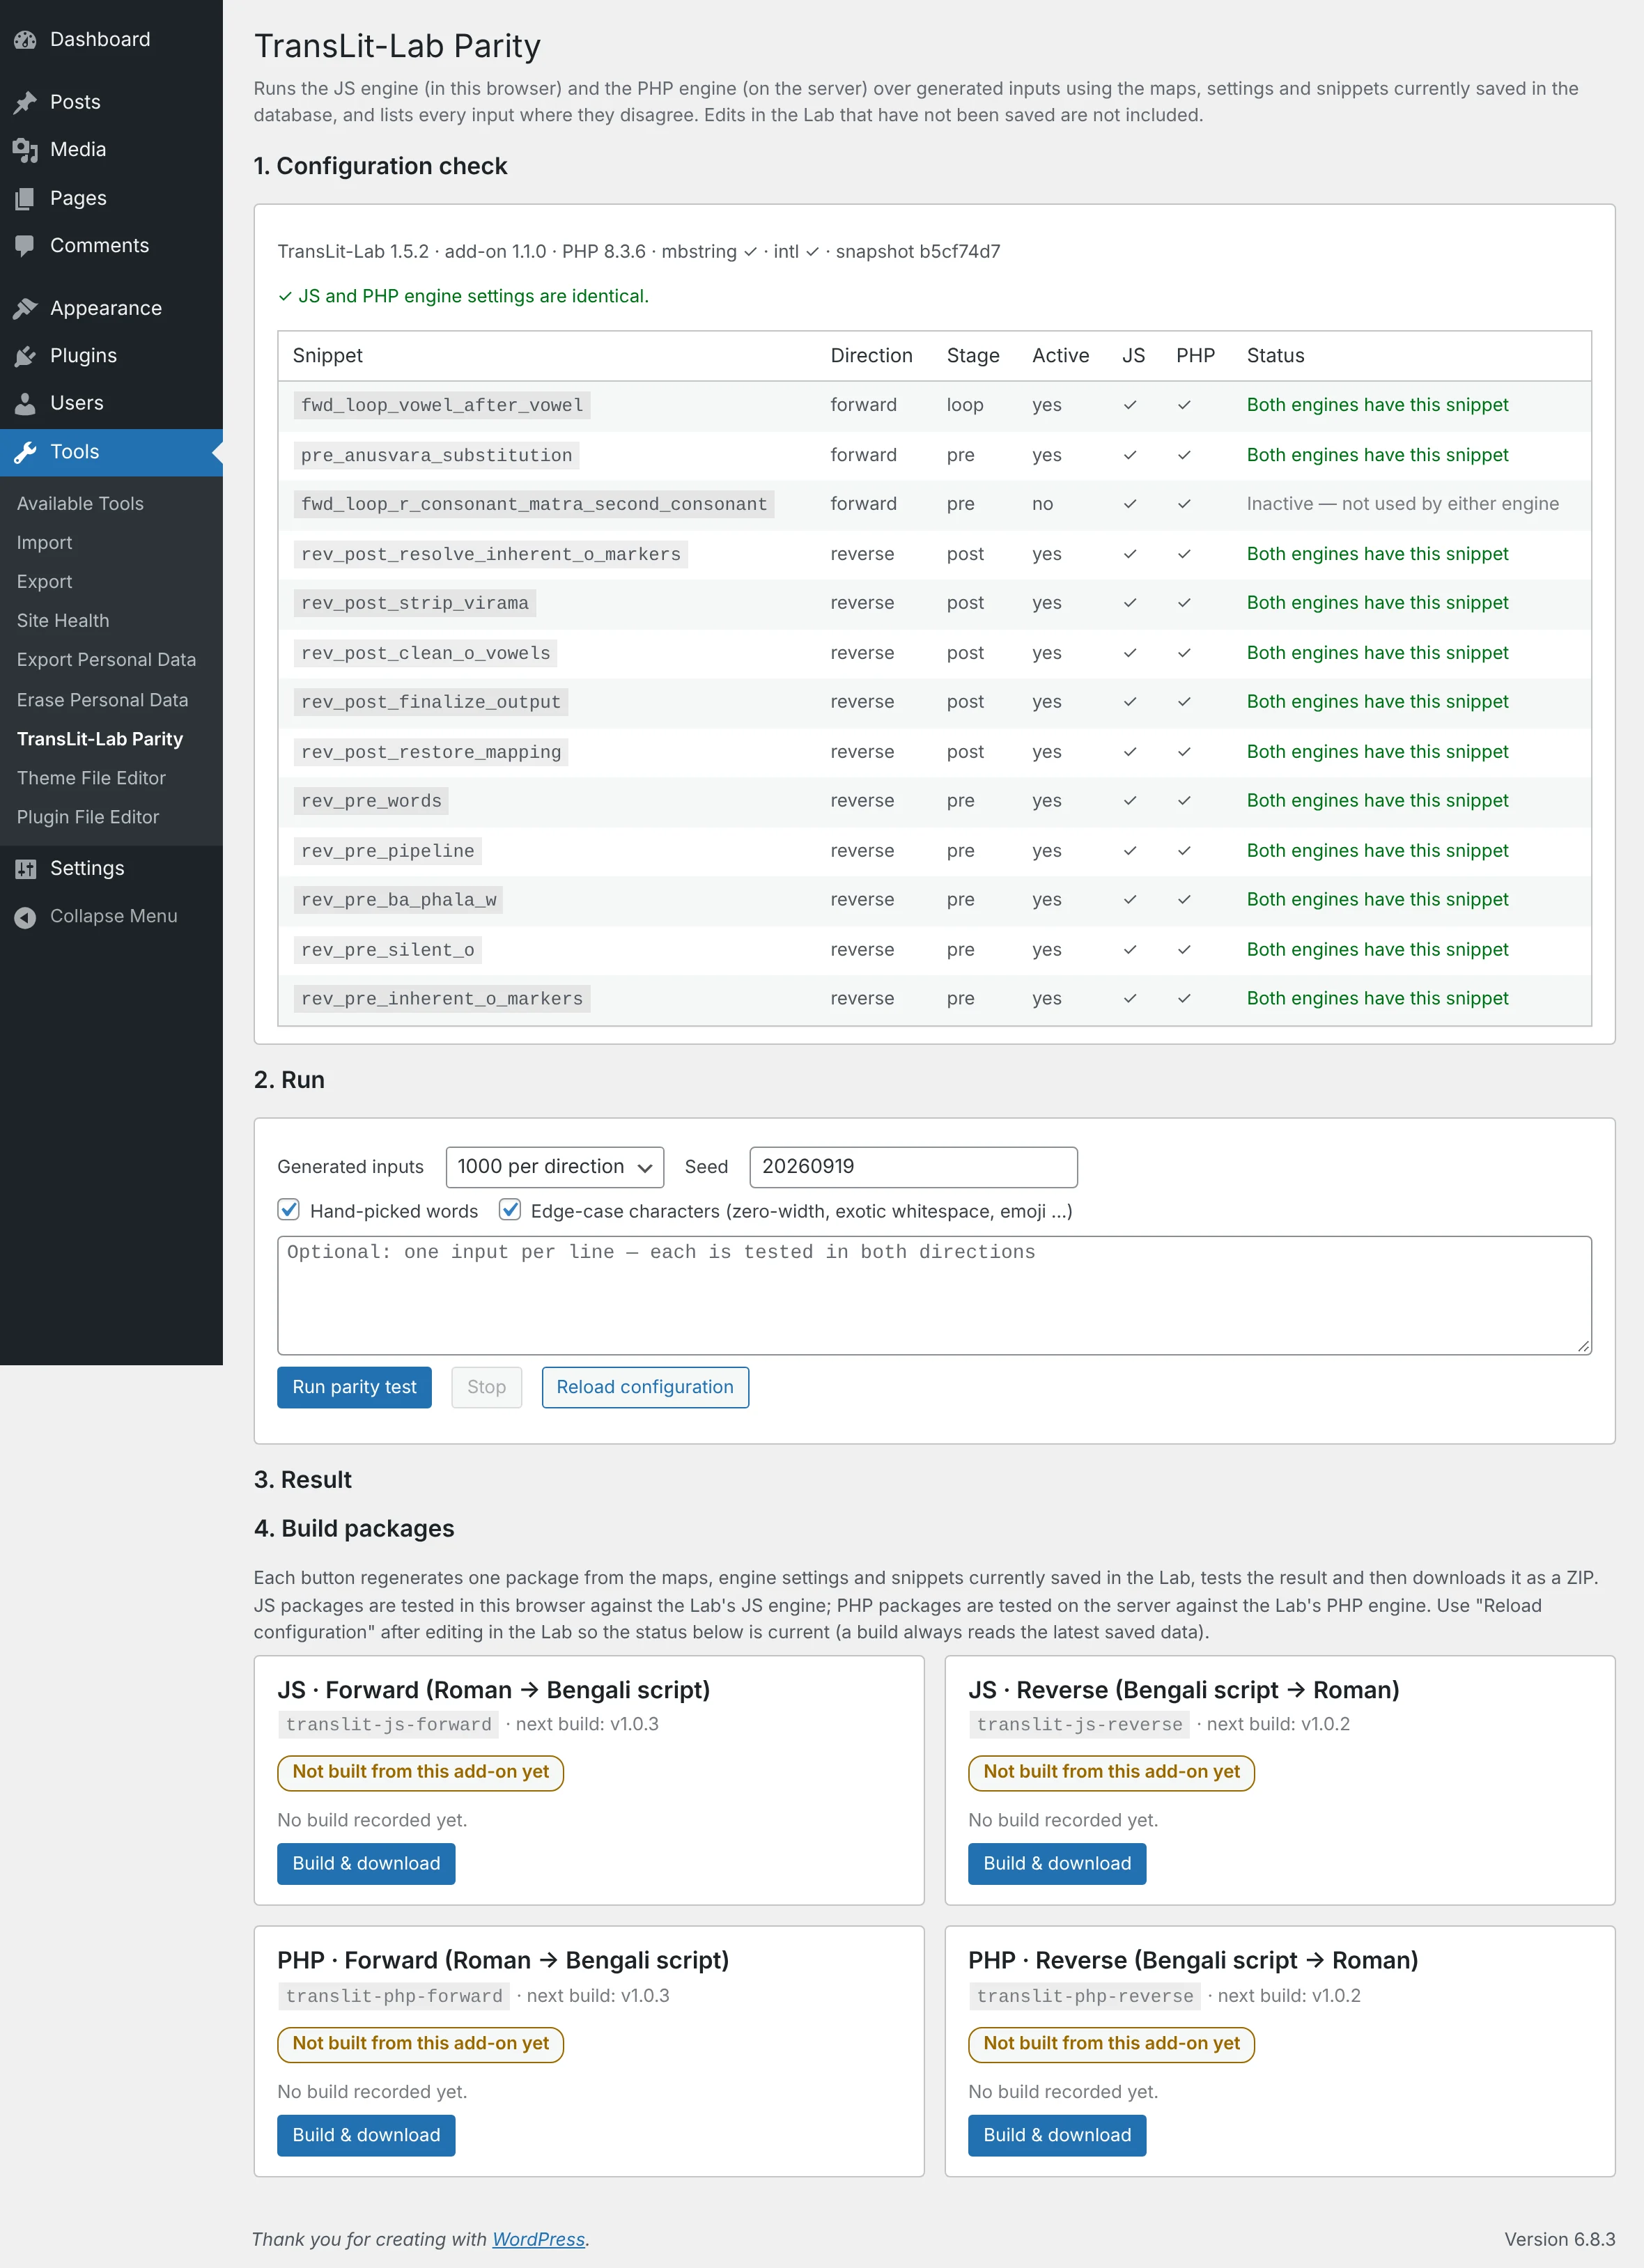 Dashboard
Posts
Media
Pages
Comments
Appearance
Plugins
Users
Tools
Available Tools
Import
Export
Site Health
Export Personal Data
Erase Personal Data
TransLit-Lab Parity
Theme File Editor
Plugin File Editor
Settings
Collapse Menu
TransLit-Lab Parity
Runs the JS engine (in this browser) and the PHP engine (on the server) over generated inputs using the maps, settings and snippets currently saved in the
database, and lists every input where they disagree. Edits in the Lab that have not been saved are not included.
1. Configuration check
TransLit-Lab 1.5.2 · add-on 1.1.0 · PHP 8.3.6 · mbstring ✓ · intl ✓ · snapshot b5cf74d7
✓ JS and PHP engine settings are identical.
Snippet Direction Stage Active JS PHP Status
fwd_loop_vowel_after_vowel forward loop yes ✓ ✓ Both engines have this snippet
pre_anusvara_substitution forward pre yes ✓ ✓ Both engines have this snippet
fwd_loop_r_consonant_matra_second_consonant forward pre no ✓ ✓ Inactive — not used by either engine
rev_post_resolve_inherent_o_markers reverse post yes ✓ ✓ Both engines have this snippet
rev_post_strip_virama reverse post yes ✓ ✓ Both engines have this snippet
rev_post_clean_o_vowels reverse post yes ✓ ✓ Both engines have this snippet
rev_post_finalize_output reverse post yes ✓ ✓ Both engines have this snippet
rev_post_restore_mapping reverse post yes ✓ ✓ Both engines have this snippet
rev_pre_words reverse pre yes ✓ ✓ Both engines have this snippet
rev_pre_pipeline reverse pre yes ✓ ✓ Both engines have this snippet
rev_pre_ba_phala_w reverse pre yes ✓ ✓ Both engines have this snippet
rev_pre_silent_o reverse pre yes ✓ ✓ Both engines have this snippet
rev_pre_inherent_o_markers reverse pre yes ✓ ✓ Both engines have this snippet
2. Run
Generated inputs 1000 per direction Seed 20260919
Hand-picked words Edge-case characters (zero-width, exotic whitespace, emoji ...)
Optional: one input per line — each is tested in both directions
Run parity test Stop Reload configuration
3. Result
4. Build packages
Each button regenerates one package from the maps, engine settings and snippets currently saved in the Lab, tests the result and then downloads it as a ZIP.
JS packages are tested in this browser against the Lab's JS engine; PHP packages are tested on the server against the Lab's PHP engine. Use "Reload
configuration" after editing in the Lab so the status below is current (a build always reads the latest saved data).
JS · Forward (Roman → Bengali script)
translit-js-forward · next build: v1.0.3
Not built from this add-on yet
No build recorded yet.
Build & download
JS · Reverse (Bengali script → Roman)
translit-js-reverse · next build: v1.0.2
Not built from this add-on yet
No build recorded yet.
Build & download
PHP · Forward (Roman → Bengali script)
translit-php-forward · next build: v1.0.3
Not built from this add-on yet
No build recorded yet.
Build & download
PHP · Reverse (Bengali script → Roman)
translit-php-reverse · next build: v1.0.2
Not built from this add-on yet
No build recorded yet.
Build & download
Thank you for creating with WordPress.
Version 6.8.3